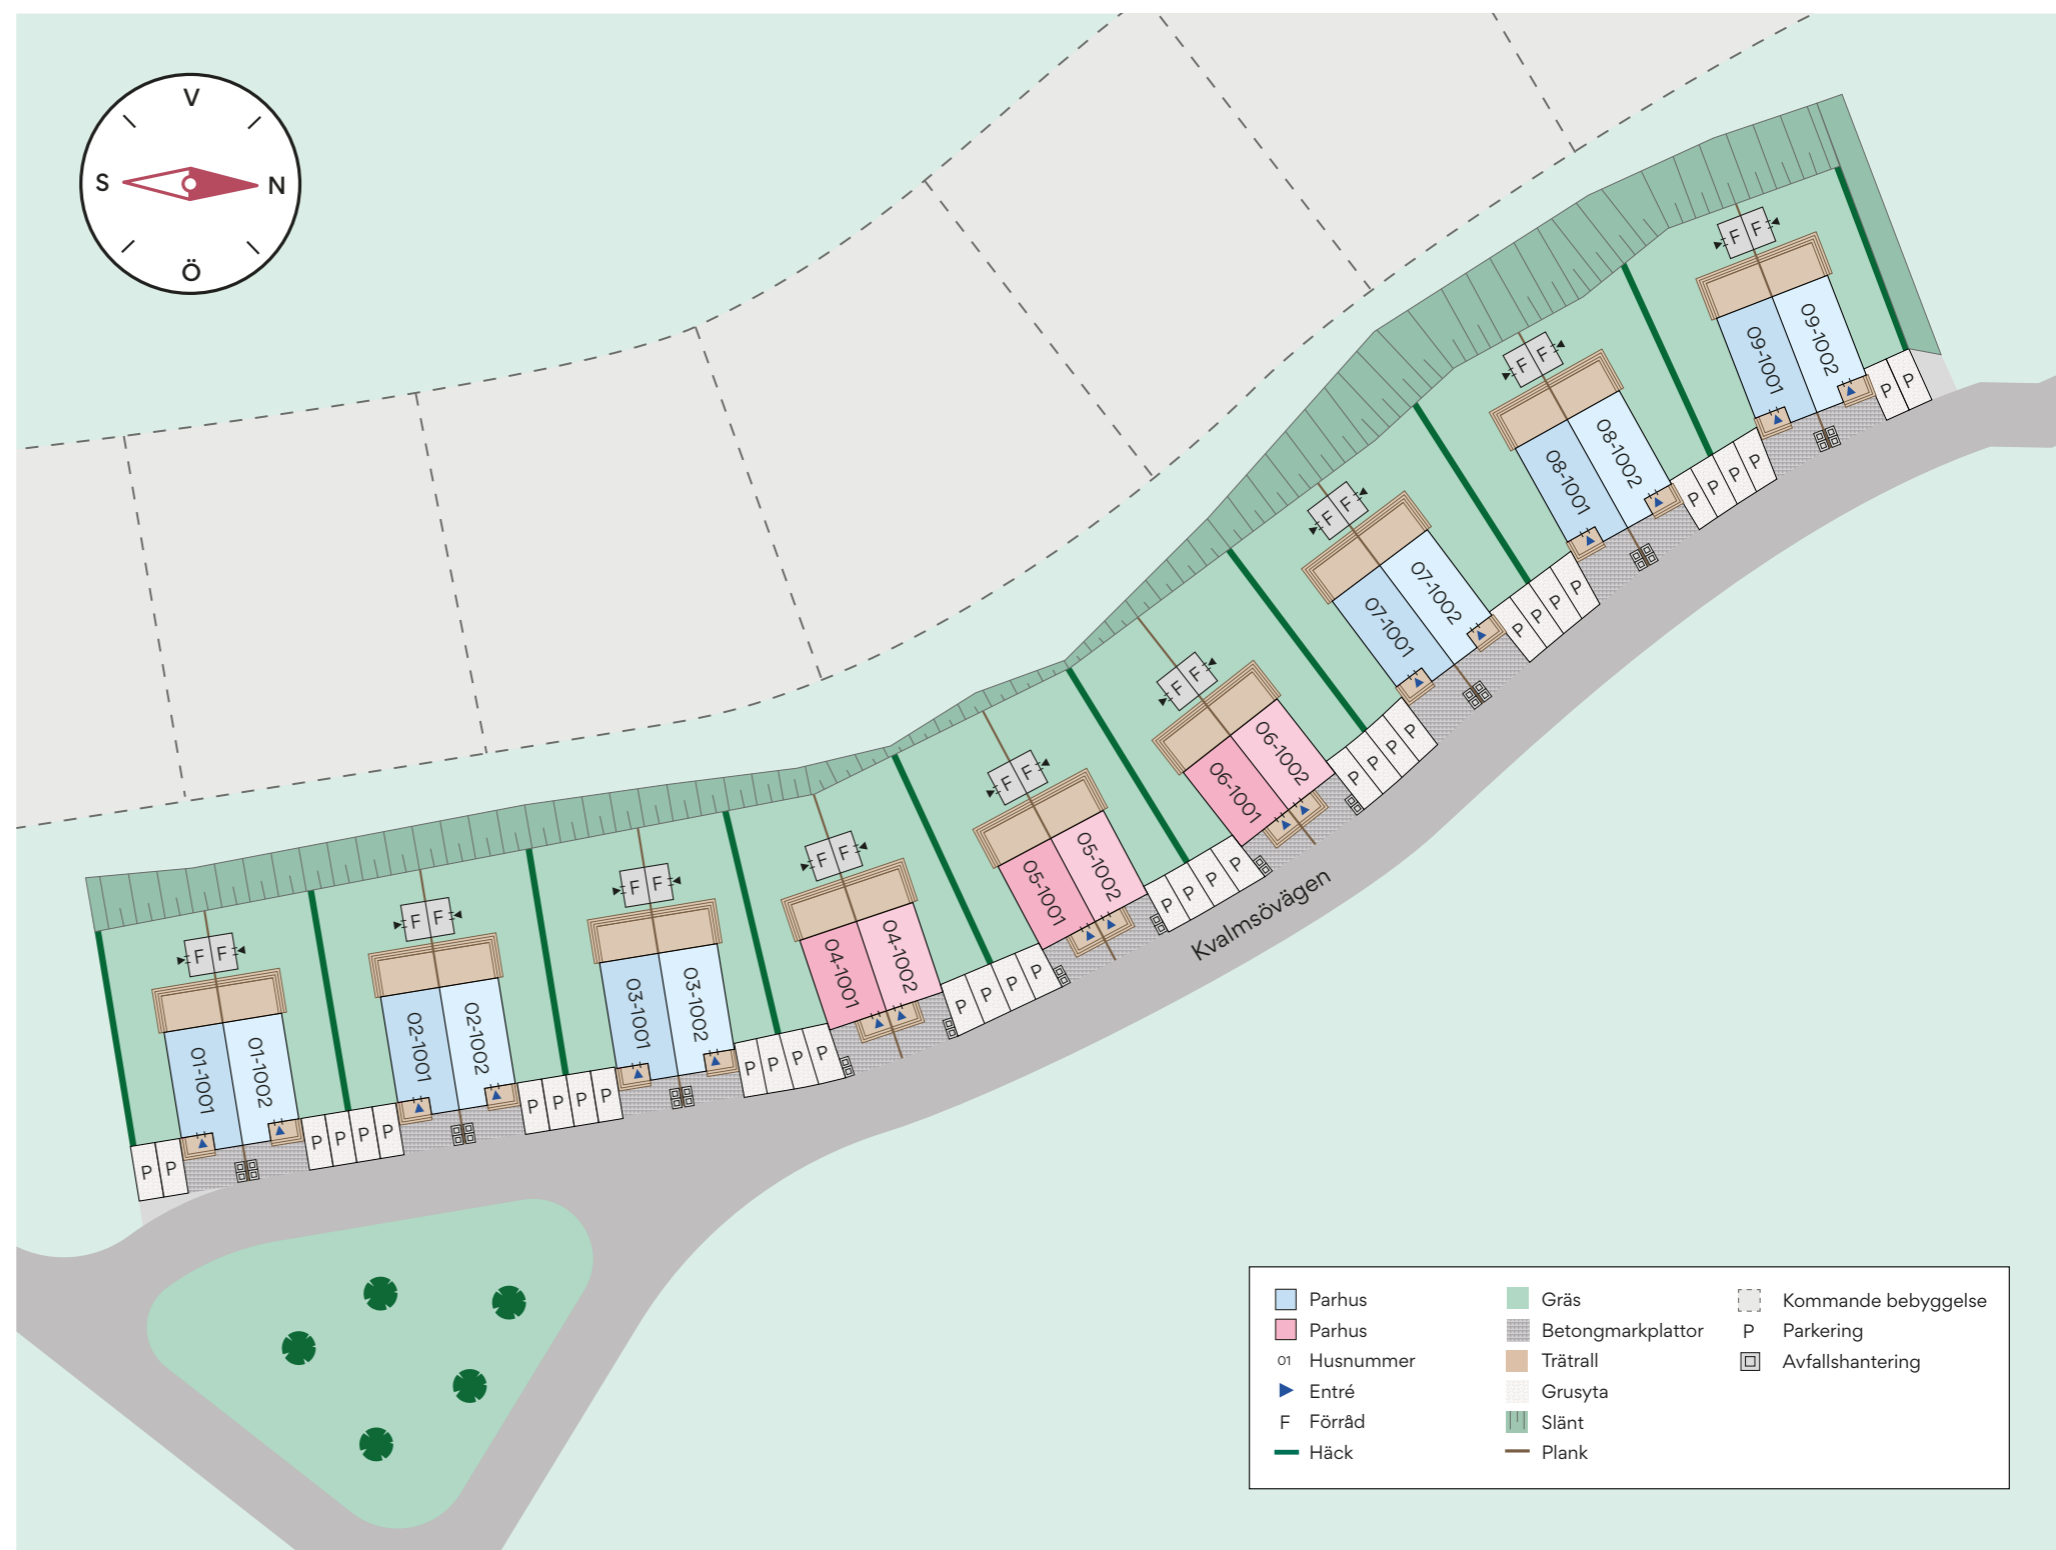 V
S
N
Ö
F F
09-1001
09-1002
P P
F F
08-1001
08-1002
P P P P
F F
07-1001
07-1002
P P P P
F F
06-1001
06-1002
P P P P
F F
05-1001
05-1002
P P P P
F F
04-1001
04-1002
P P P P
F F
03-1001
03-1002
P P P P
F F
02-1001
02-1002
P P P P
F F
01-1001
01-1002
P P P P
P P
Kvalmsövägen
Parhus
Parhus
01 Husnummer
Entré
F Förråd
Häck
Gräs
Betongmarkplattor
Trätrall
Grusyta
Slänt
Plank
Kommande bebyggelse
P Parkering
Avfallshantering